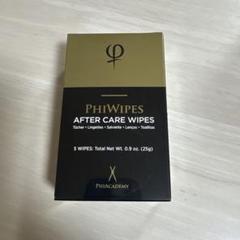 φ
PHIWIPES
AFTER CARE WIPES
Tücher • Lingettes • Salviette • Lenços • Toallitas
5 WIPES: Total Net Wt. 0.9 oz. (25g)
PHIACADEMY